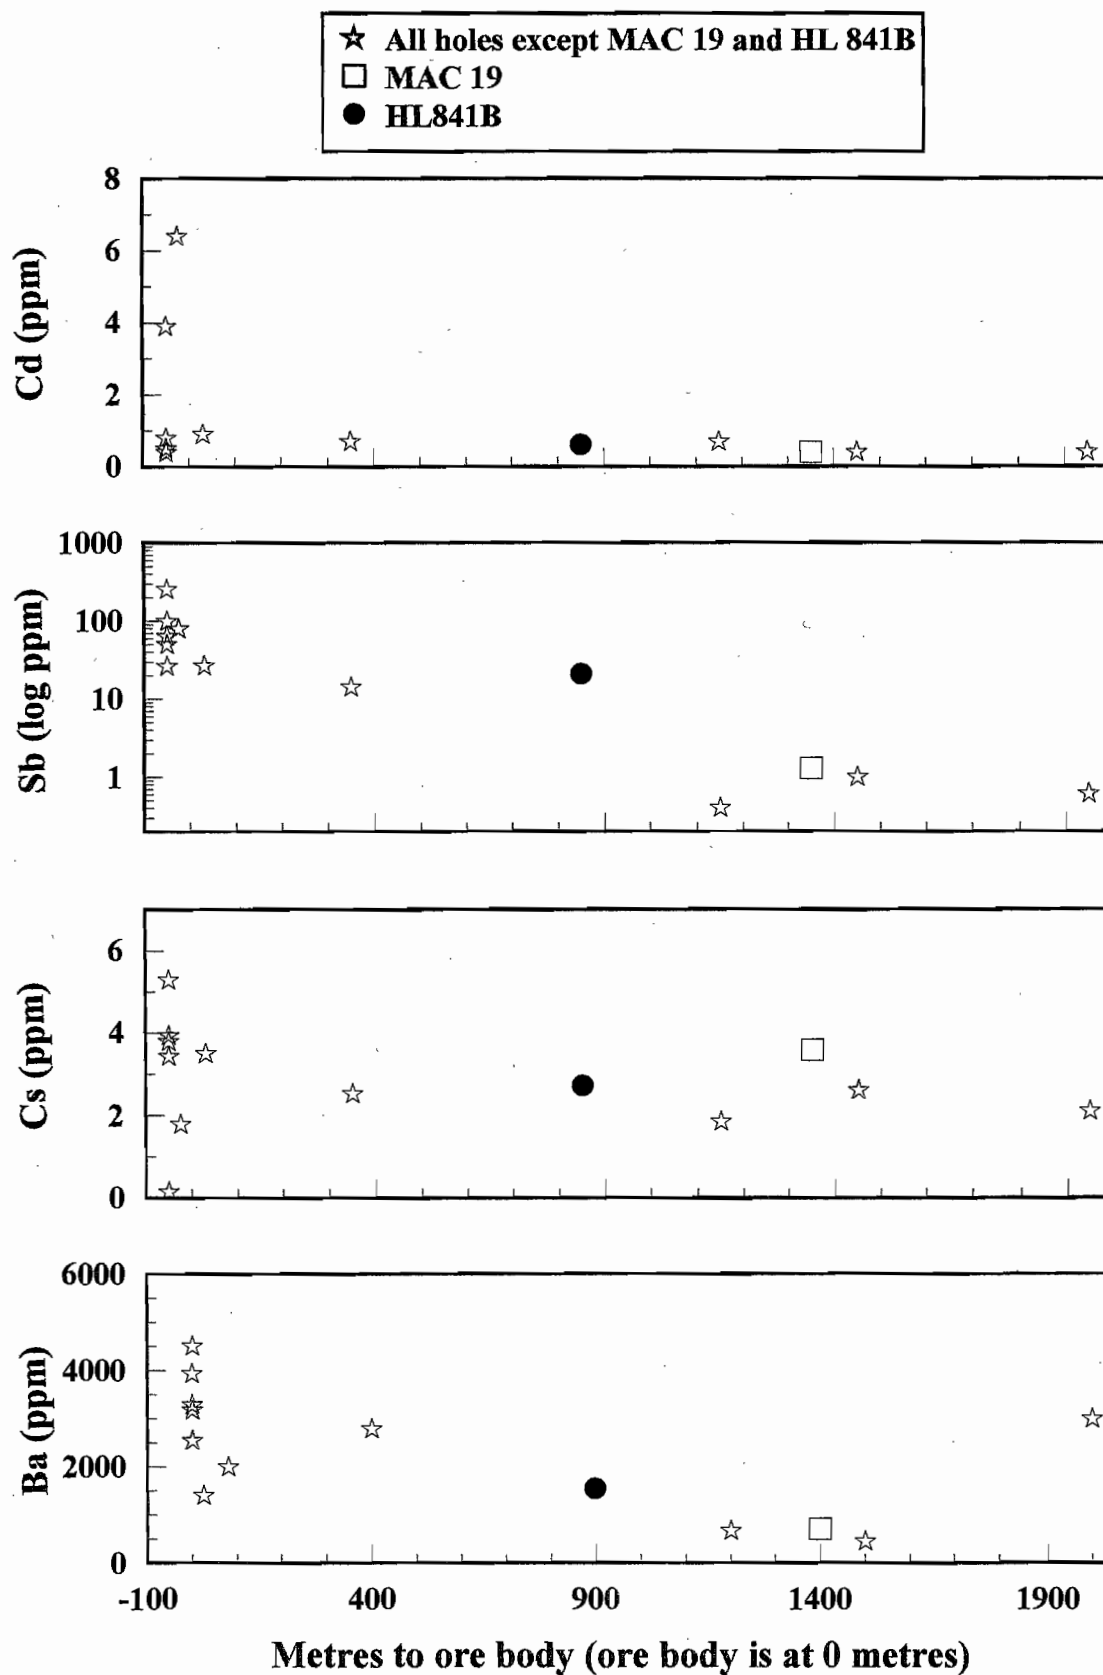 All holes except MAC 19 and HL 841B
MAC 19
HL841B
8
6
4
2
0
Cd (ppm)
1000
100
10
1
Sb (log ppm)
6
4
2
0
Cs (ppm)
6000
4000
2000
0
Ba (ppm)
-100 400 900 1400 1900
Metres to ore body (ore body is at 0 metres)